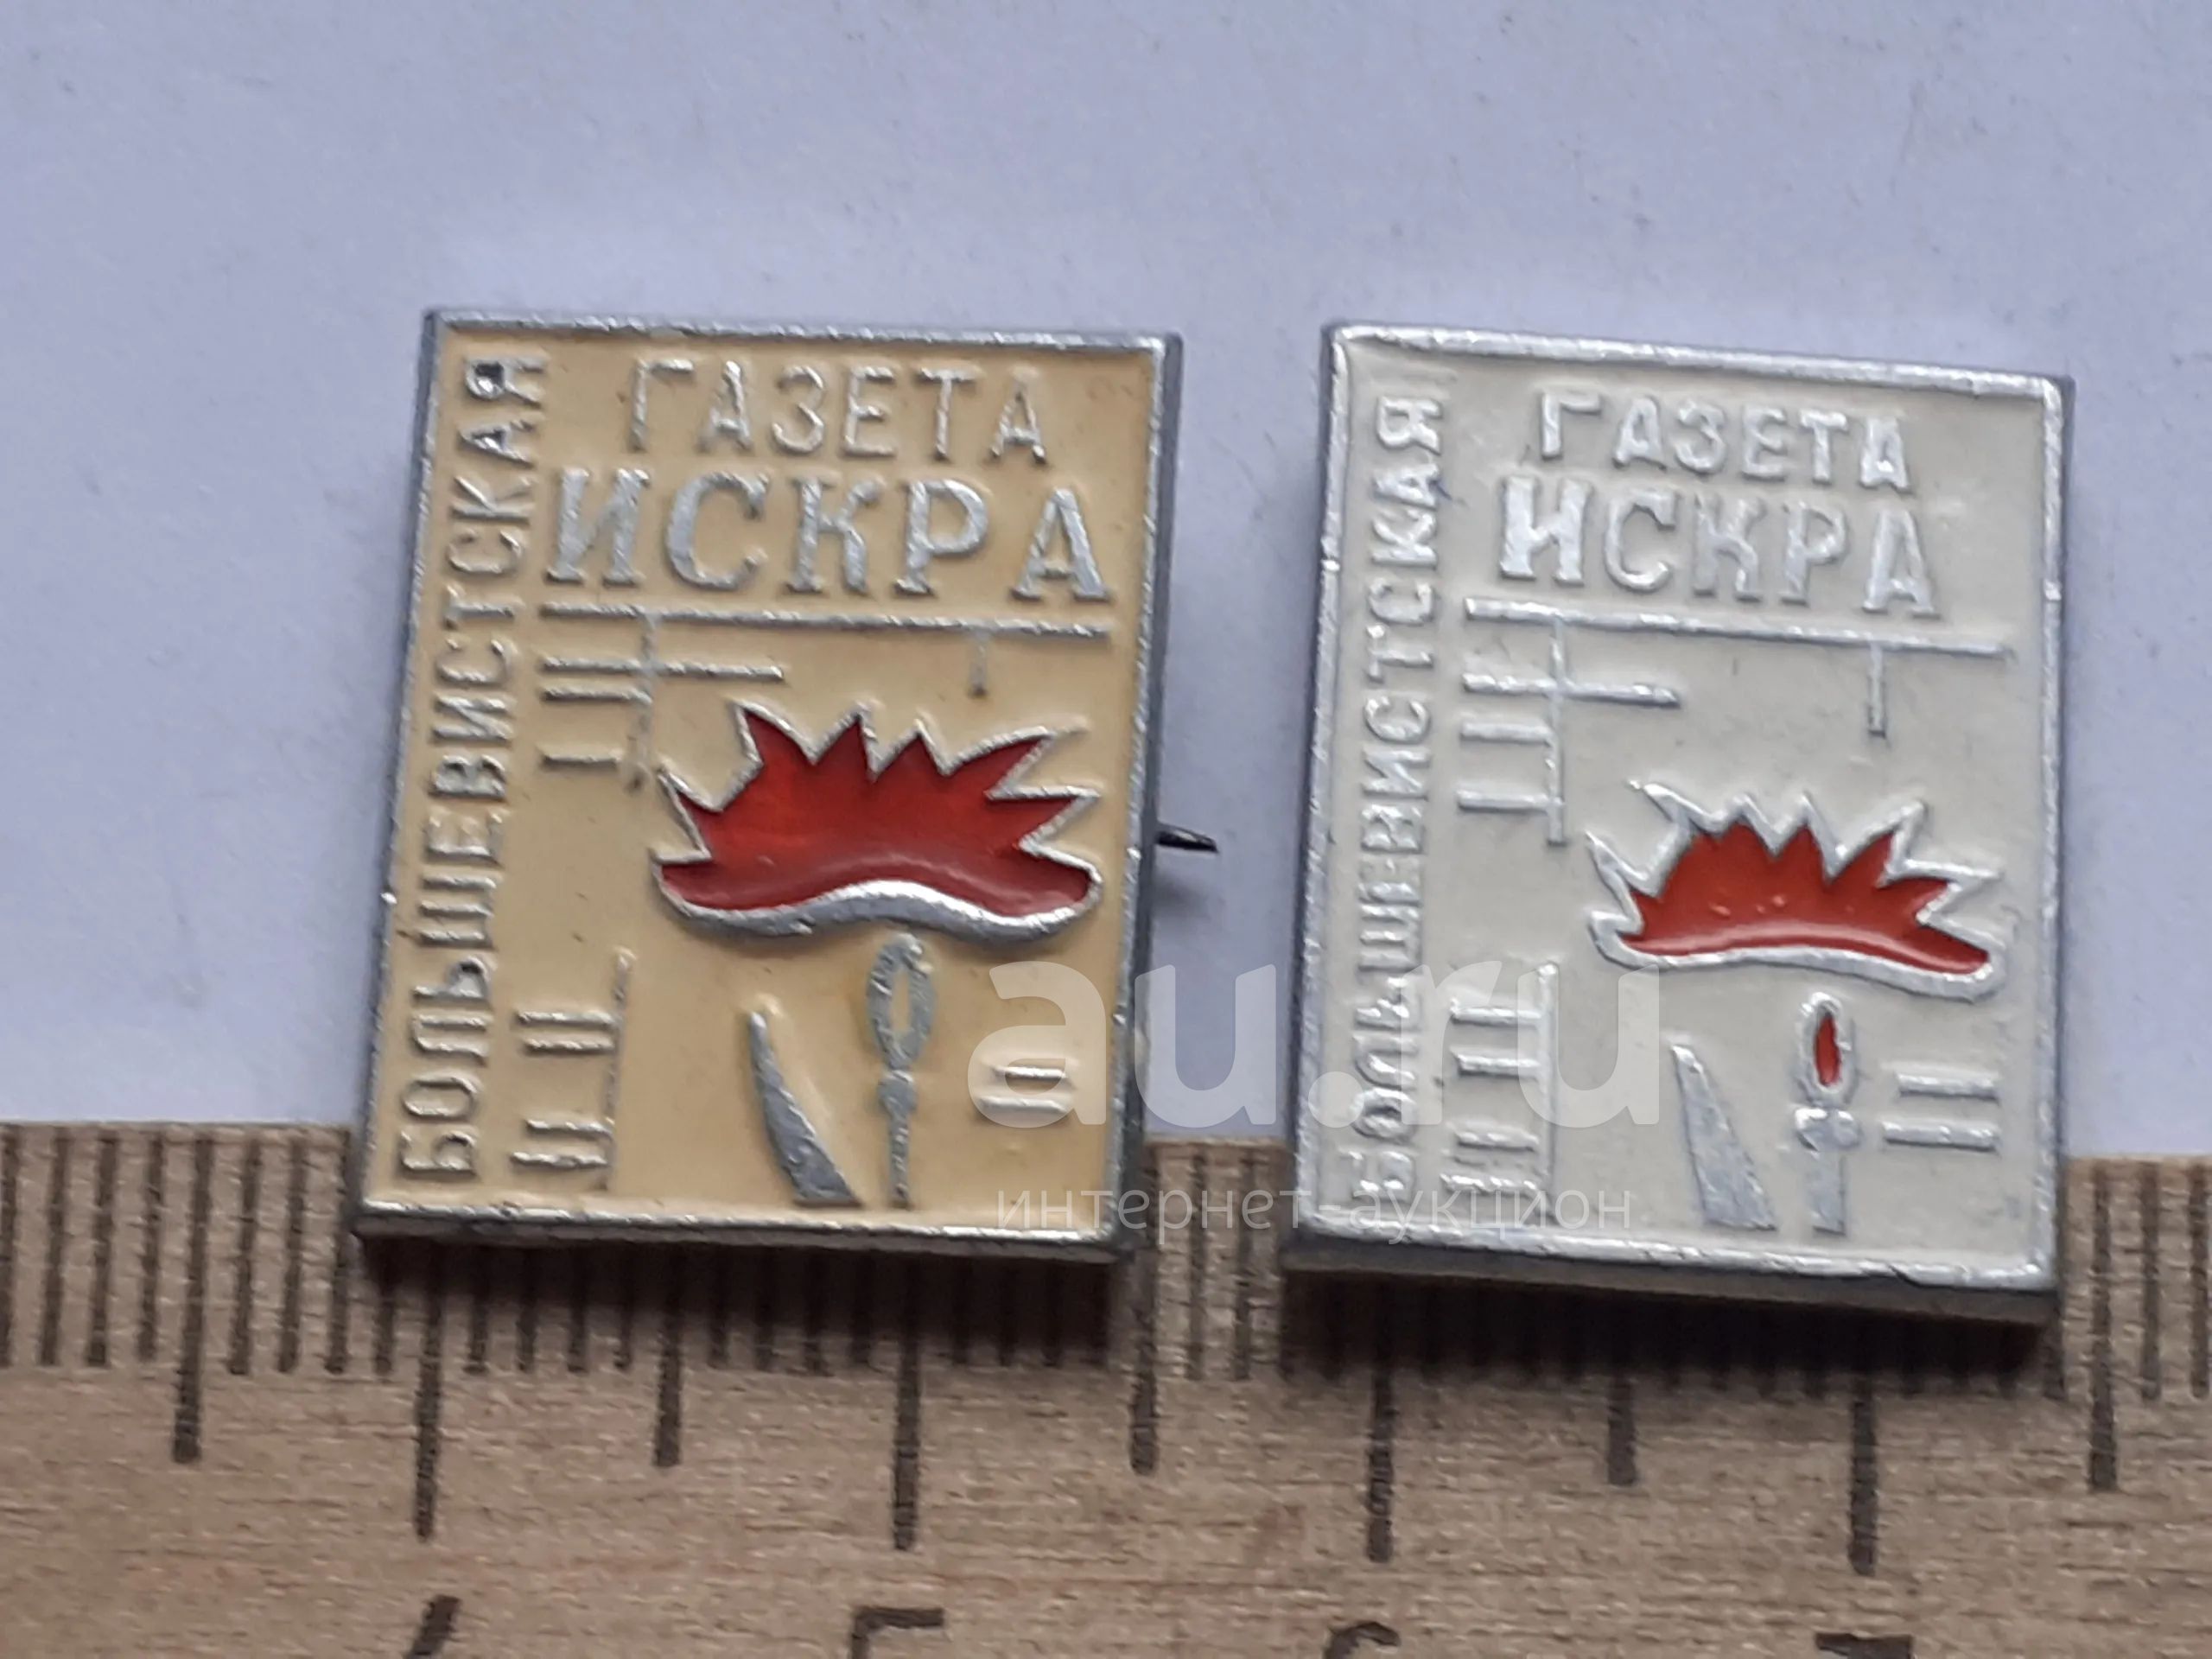 БОЛЬШЕВИСТСКАЯ
ГАЗЕТА
ИСКРА
БОЛЬШЕВИСТСКАЯ
ГАЗЕТА
ИСКРА
au.ru
интернет-аукцион